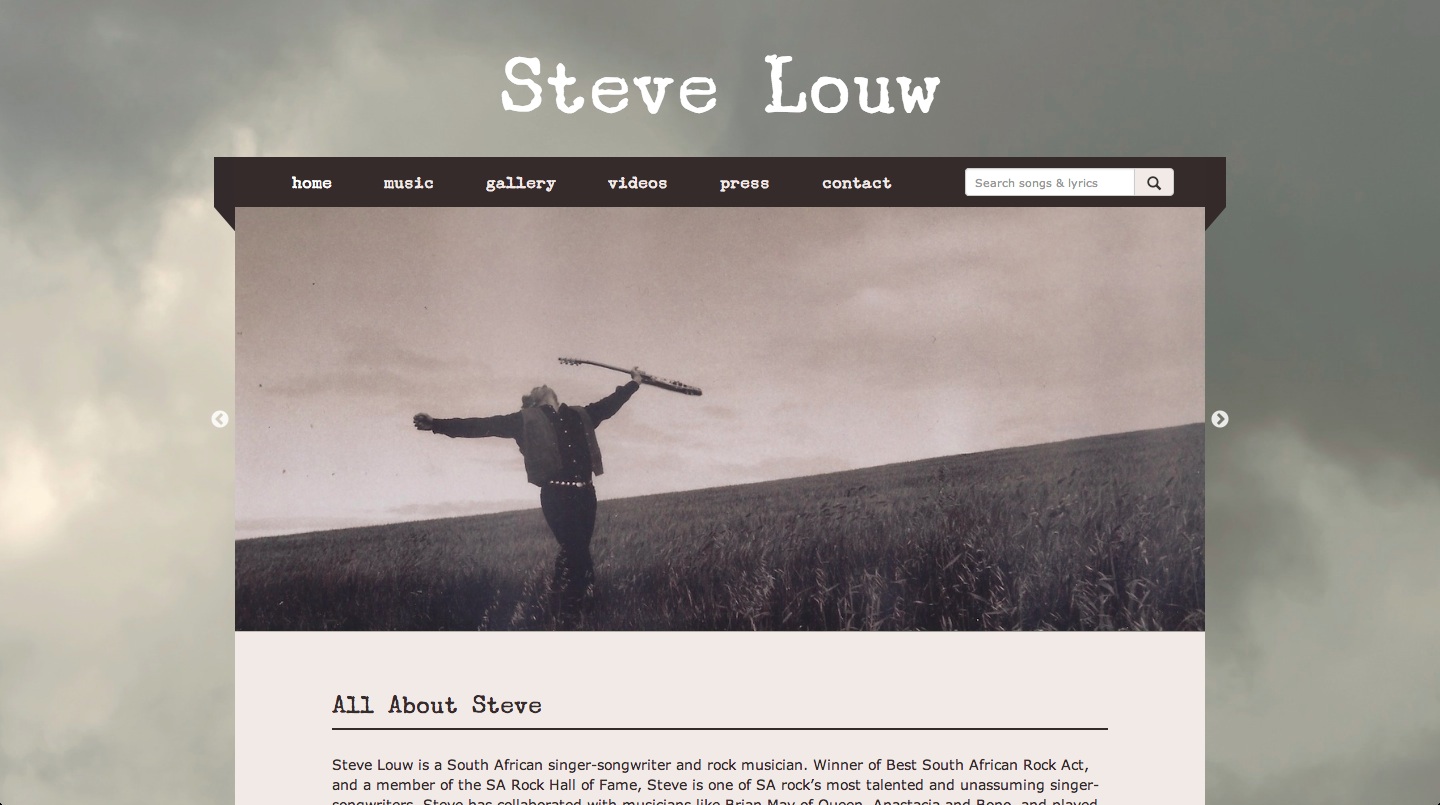 Steve Louw
home music gallery videos press contact Search songs & lyrics
All About Steve
Steve Louw is a South African singer-songwriter and rock musician. Winner of Best South African Rock Act,
and a member of the SA Rock Hall of Fame, Steve is one of SA rock’s most talented and unassuming singer-
songwriters. Steve has collaborated with musicians like Brian May of Queen, Anastacia and Bono, and played